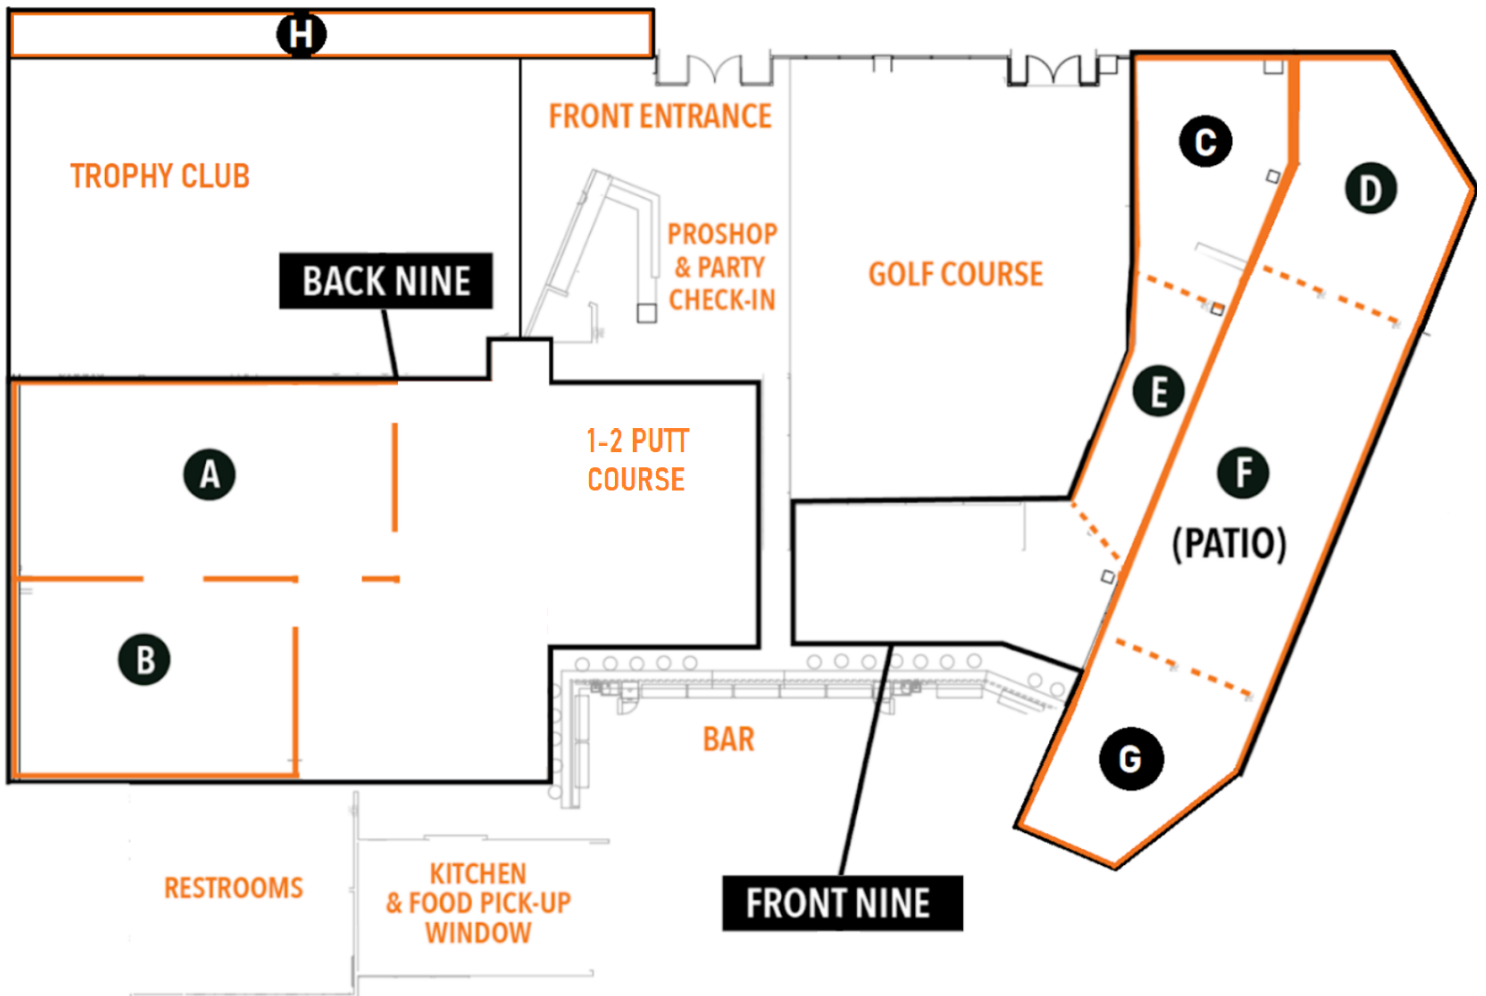 H
FRONT ENTRANCE
C
TROPHY CLUB
D
PROSHOP
& PARTY
CHECK-IN
GOLF COURSE
BACK NINE
E
A
1-2 PUTT
COURSE
F
(PATIO)
B
BAR
G
RESTROOMS
KITCHEN
& FOOD PICK-UP
WINDOW
FRONT NINE